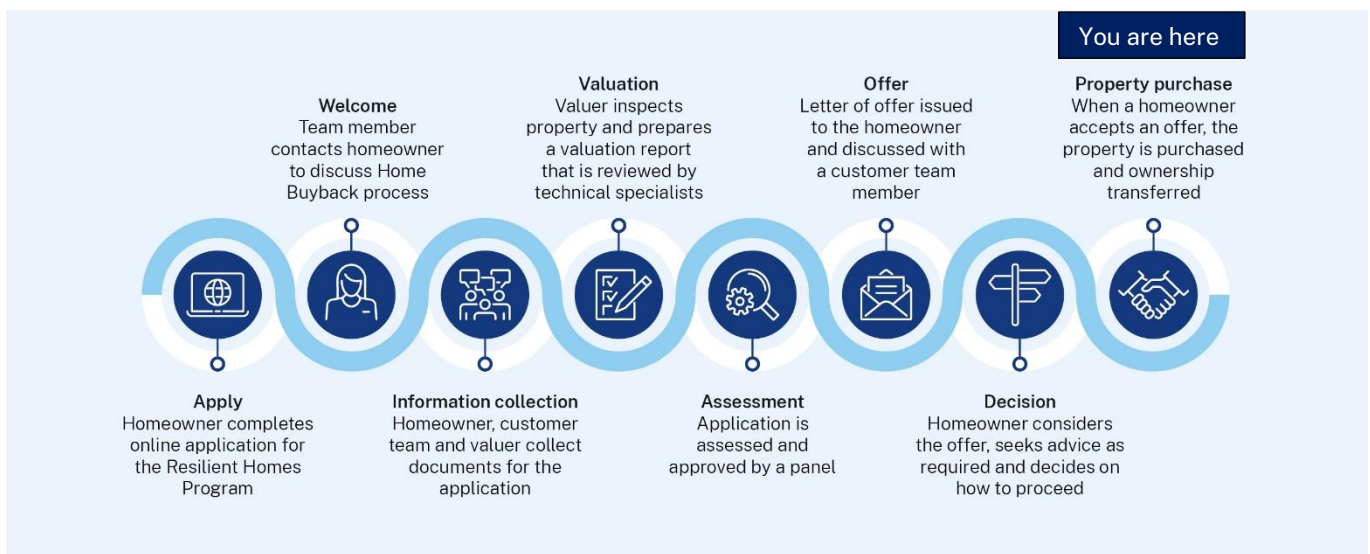 You are here
Welcome
Team member
contacts homeowner
to discuss Home
Buyback process
Valuation
Valuer inspects
property and prepares
a valuation report
that is reviewed by
technical specialists
Offer
Letter of offer issued
to the homeowner
and discussed with
a customer team
member
Property purchase
When a homeowner
accepts an offer, the
property is purchased
and ownership
transferred
Apply
Homeowner completes
online application for
the Resilient Homes
Program
Information collection
Homeowner, customer
team and valuer collect
documents for the
application
Assessment
Application is
assessed and
approved by a panel
Decision
Homeowner considers
the offer, seeks advice as
required and decides on
how to proceed